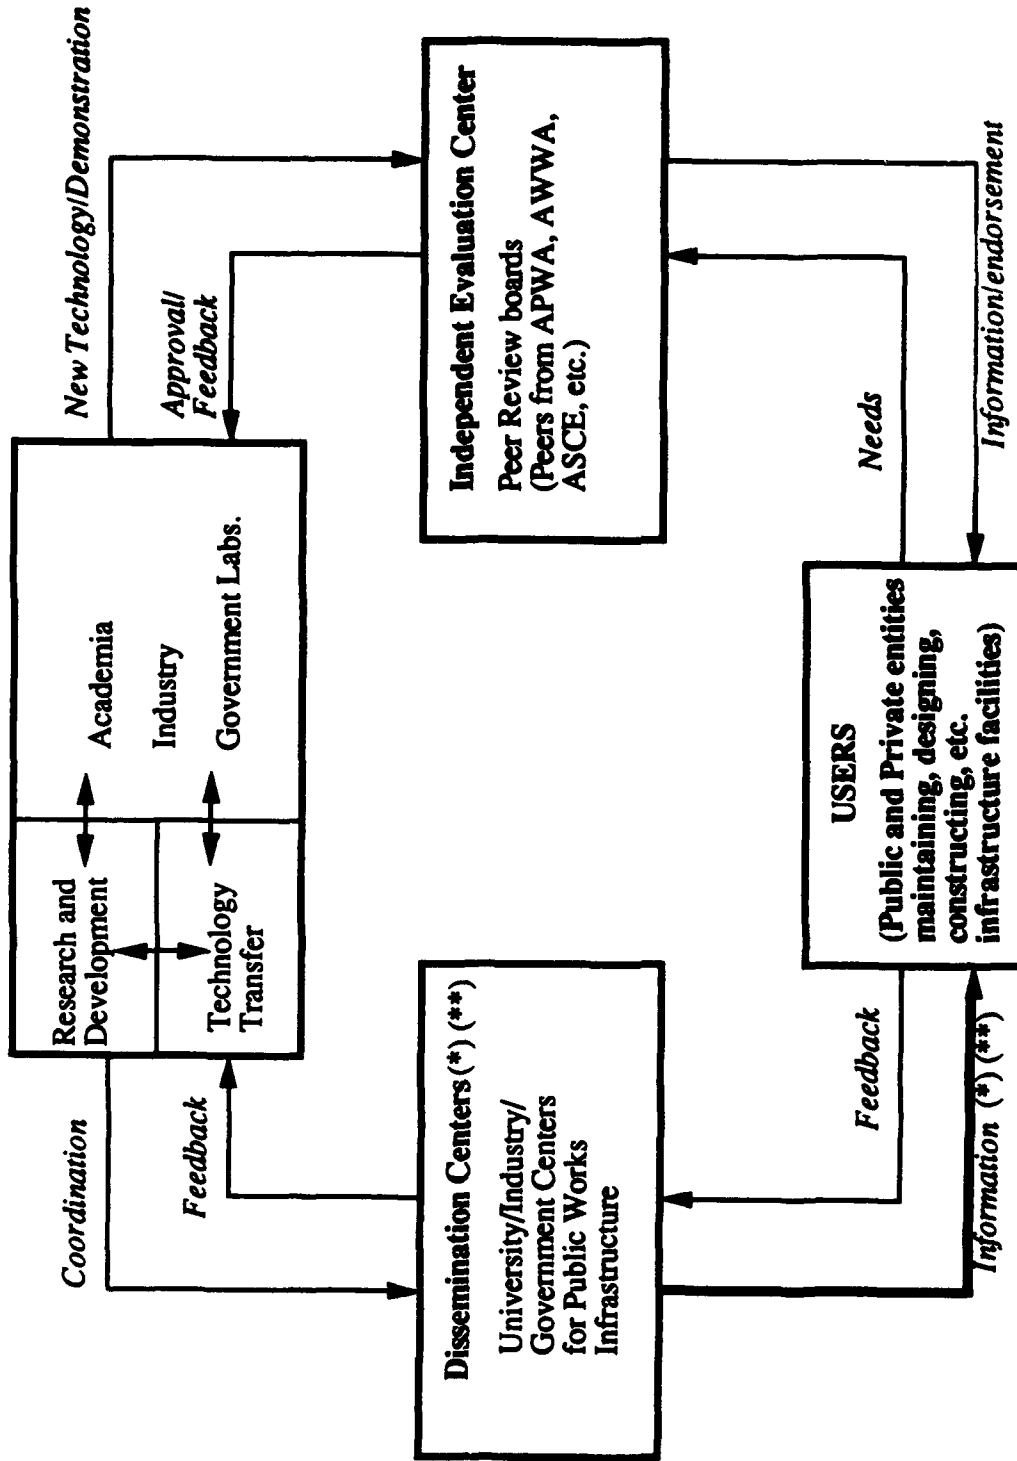 Coordination
Feedback
Research and
Development
Technology
Transfer
Academia
Industry
Government Labs.
New Technology/Demonstration
Approval/
Feedback
Dissemination Centers(*) (**)
University/Industry/
Government Centers
for Public Works
Infrastructure
Independent Evaluation Center
Peer Review boards
(Peers from APWA, AWWA,
ASCE, etc.)
Feedback
Information (*) (**)
USERS
(Public and Private entities
maintaining, designing,
constructing, etc.
infrastructure facilities)
Needs
Information/endorsement